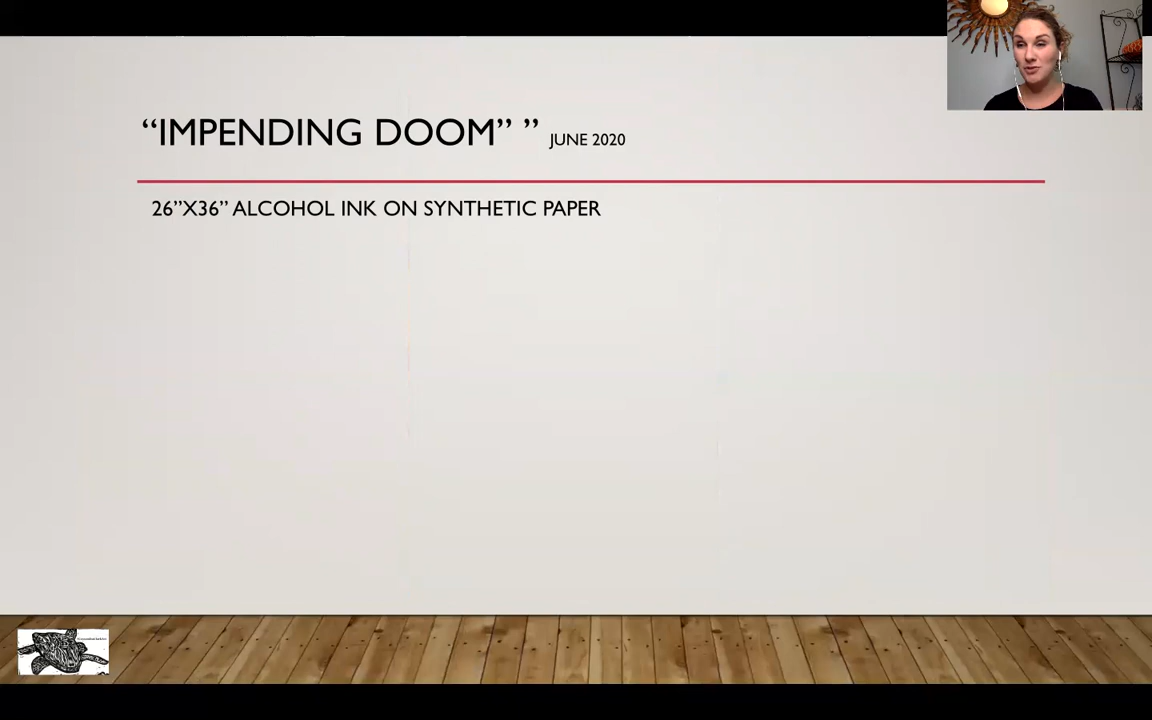 “IMPENDING DOOM” ” JUNE 2020
26”X36” ALCOHOL INK ON SYNTHETIC PAPER